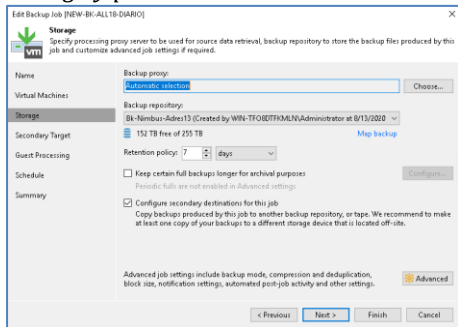 Edit Backup Job [NEW-BK-ALL18-DIARIO]
Storage
Specify processing proxy server to be used for source data retrieval, backup repository to store the backup files produced by this
job and customize advanced job settings if required.
vm
Name
Virtual Machines
Storage
Secondary Target
Guest Processing
Schedule
Summary
Backup proxy:
Automatic selection
Choose...
Backup repository:
Bk-Nimbus-Adres13 (Created by WIN-TFO8DTFKMLN\Administrator at 8/13/2020
152 TB free of 255 TB
Map backup
Retention policy: 7 days
Keep certain full backups longer for archival purposes
Configure...
Periodic fulls are not enabled in Advanced settings
Configure secondary destinations for this job
Copy backups produced by this job to another backup repository, or tape. We recommend to make
at least one copy of your backups to a different storage device that is located off-site.
Advanced job settings include backup mode, compression and deduplication,
block size, notification settings, automated post-job activity and other settings.
Advanced
< Previous
Next >
Finish
Cancel